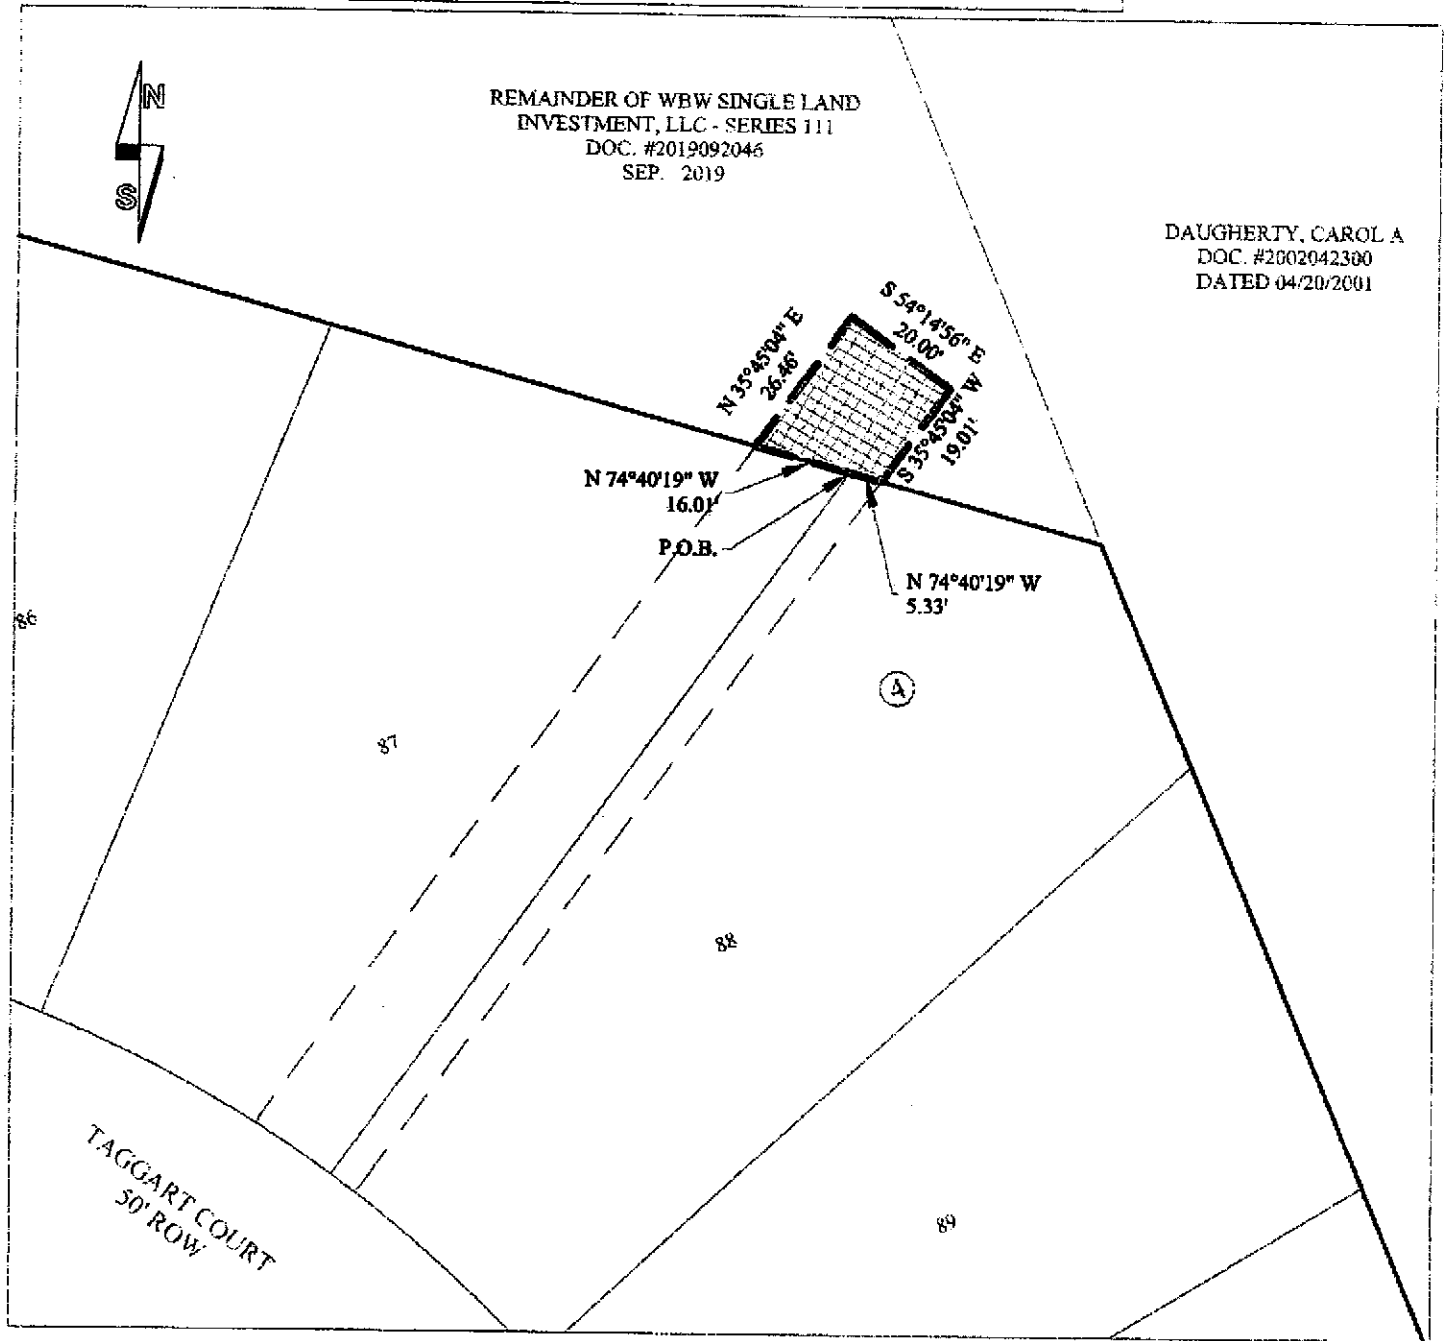 N
S
REMAINDER OF WBW SINGLE LAND
INVESTMENT, LLC - SERIES 111
DOC. #2019092046
SEP. 2019
DAUGHERTY, CAROL A
DOC. #2002042300
DATED 04/20/2001
N 35°45'04" E
26.46'
S 54°14'56" E
20.00'
S 35°45'04" W
19.01'
N 74°40'19" W
16.01'
P.O.B.
N 74°40'19" W
5.33'
86
4
87
88
89
TAGGART COURT
50' ROW